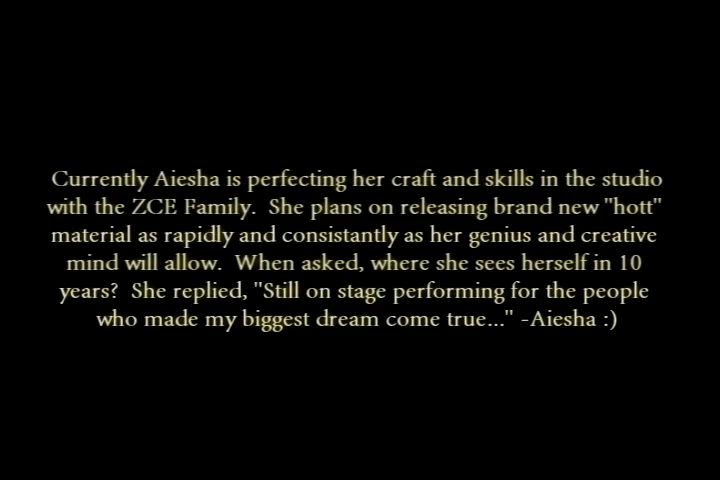 Currently Aiesha is perfecting her craft and skills in the studio
with the ZCE Family.  She plans on releasing brand new "hott"
material as rapidly and consistantly as her genius and creative
mind will allow.  When asked, where she sees herself in 10
years?  She replied, "Still on stage performing for the people
who made my biggest dream come true..." -Aiesha :)